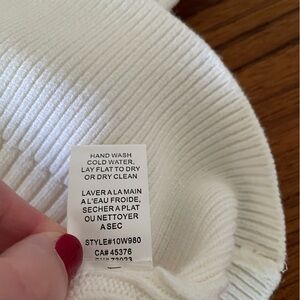 HAND WASH
COLD WATER,
LAY FLAT TO DRY
OR DRY CLEAN
LAVER A LA MAIN
A L'EAU FROIDE,
SECHER A PLAT
OU NETTOYER
A SEC
STYLE#10W980
CA# 45376